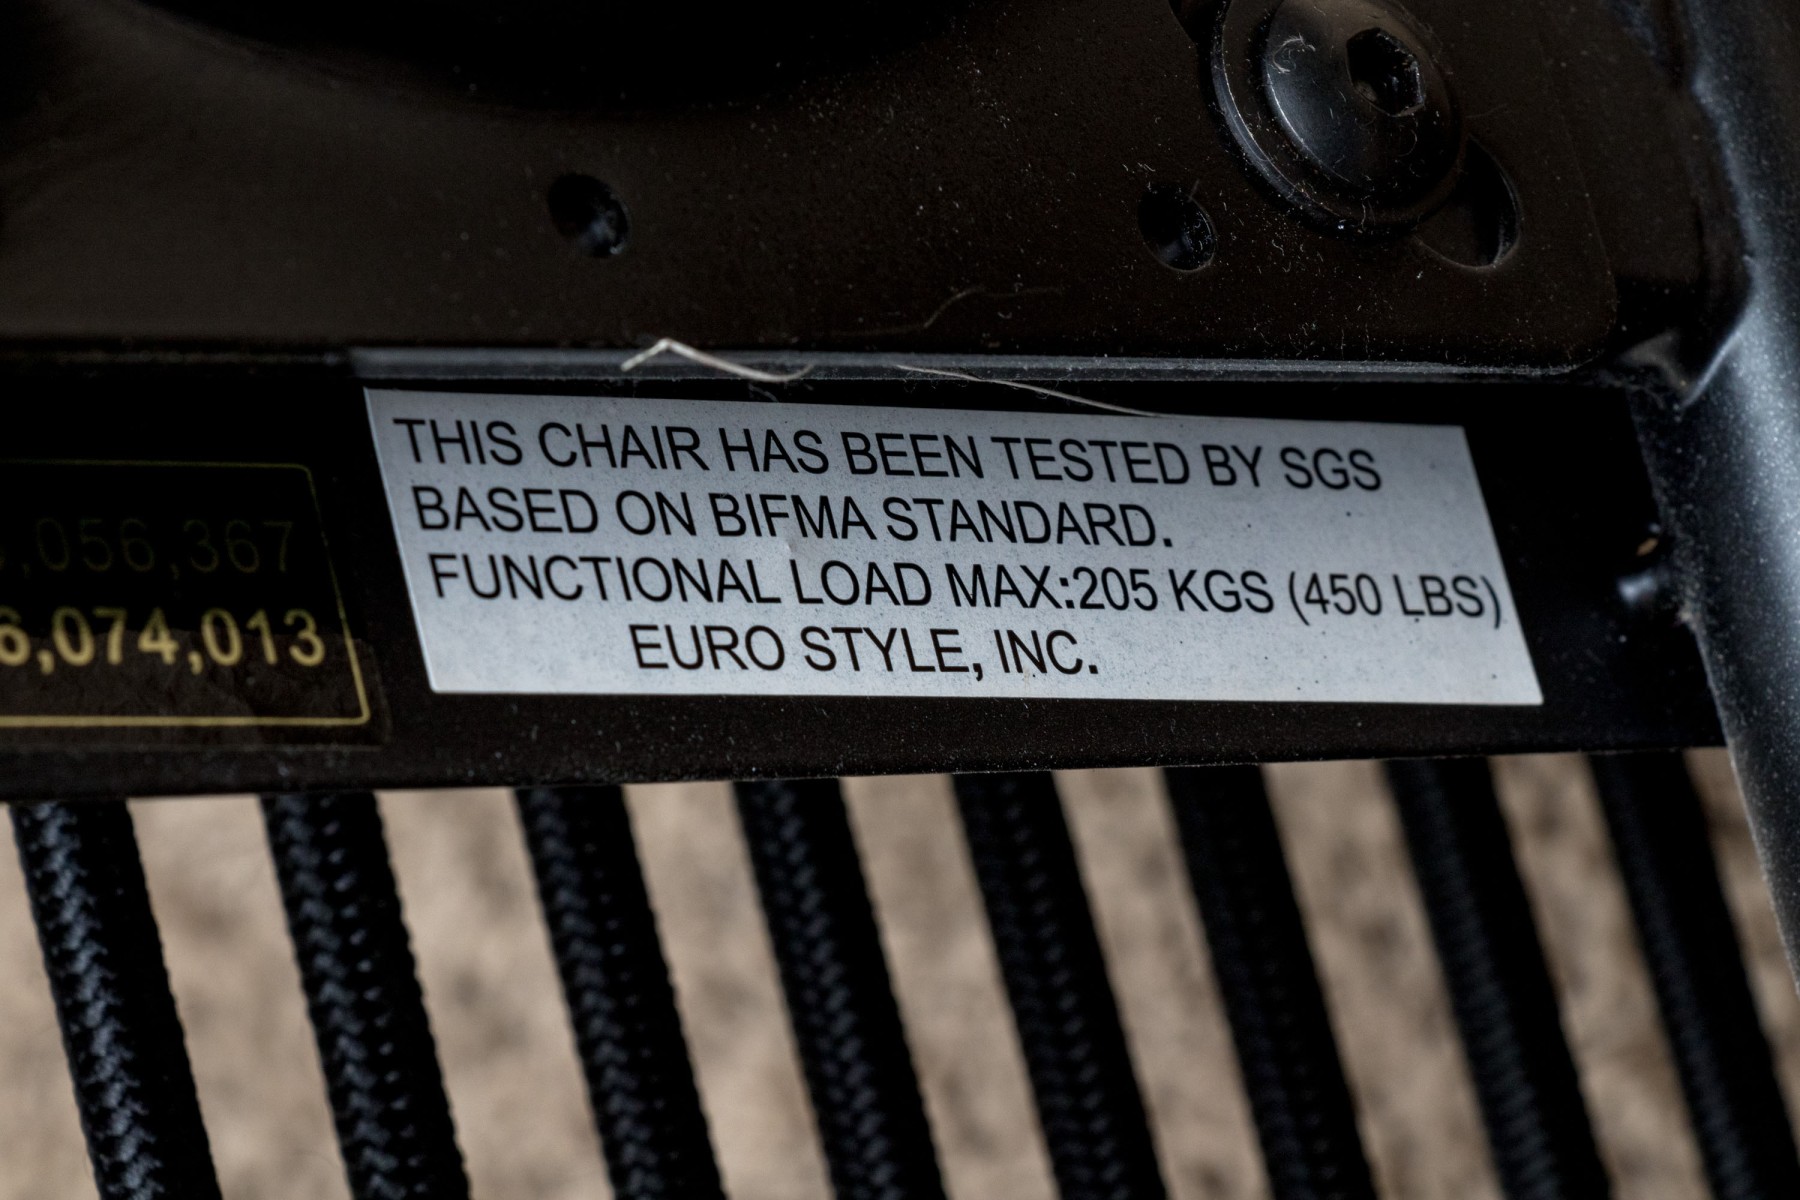 THIS CHAIR HAS BEEN TESTED BY SGS
BASED ON BIFMA STANDARD.
FUNCTIONAL LOAD MAX:205 KGS (450 LBS)
EURO STYLE, INC.
,056,367
6,074,013